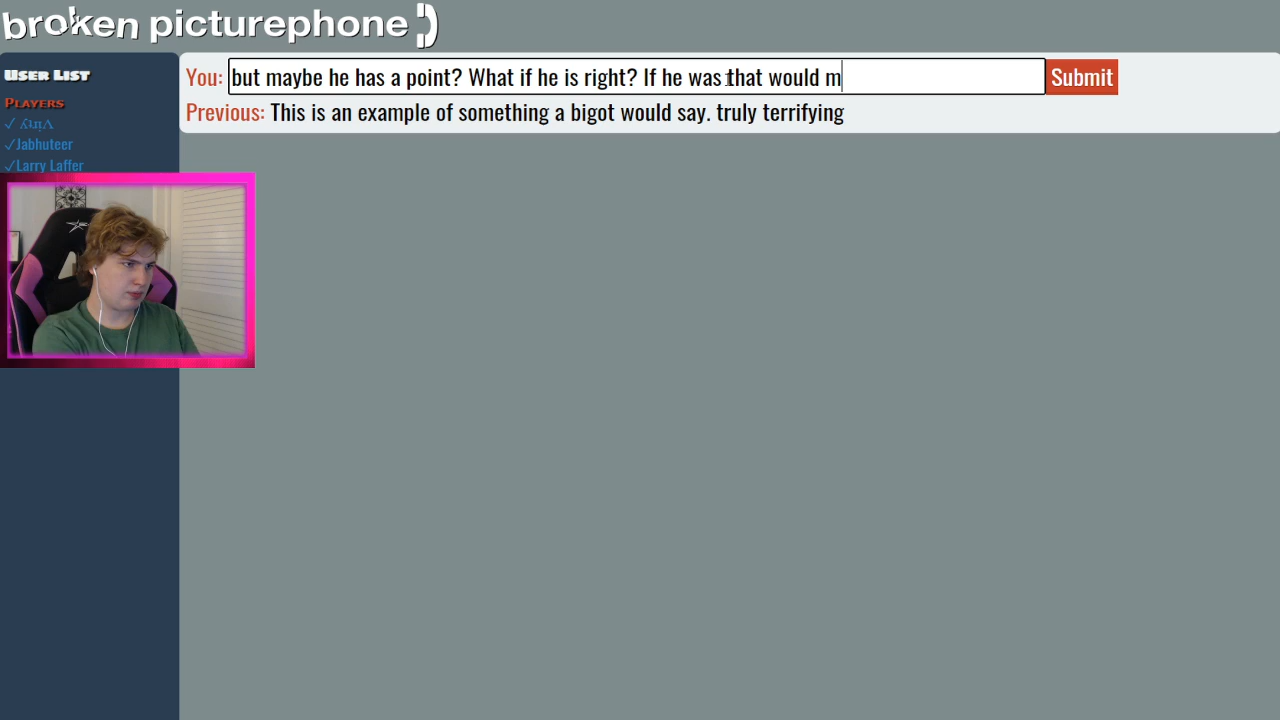 broken picturephone
User List
Players
✓ Vinɾʎ
✓Jabhuteer
✓Larry Laffer
You: but maybe he has a point? What if he is right? If he was that would m
Submit
Previous: This is an example of something a bigot would say. truly terrifying